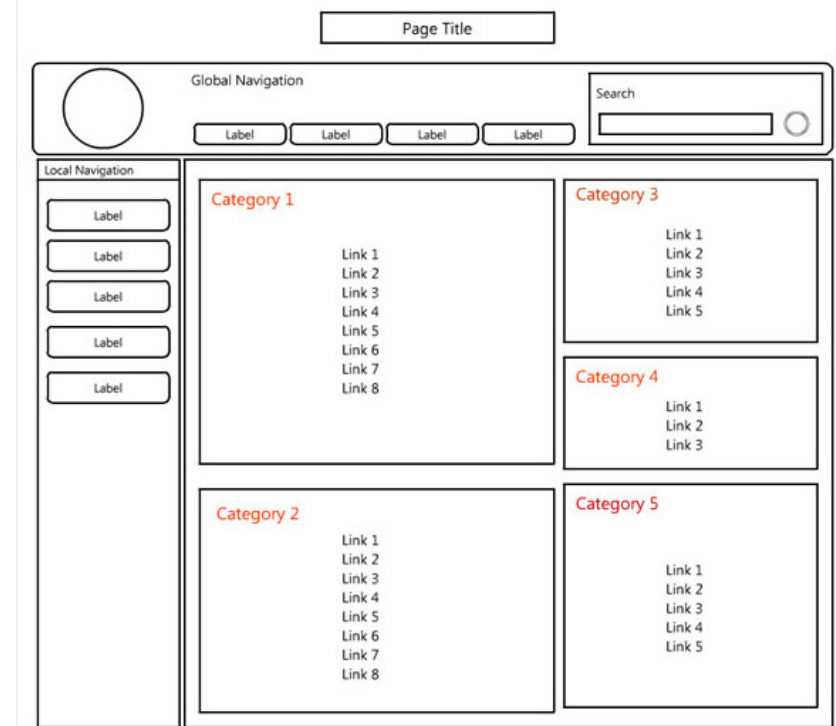 Page Title
Global Navigation
Search
Label
Label
Label
Label
Local Navigation
Label
Label
Label
Label
Label
Category 1
Link 1
Link 2
Link 3
Link 4
Link 5
Link 6
Link 7
Link 8
Category 2
Link 1
Link 2
Link 3
Link 4
Link 5
Link 6
Link 7
Link 8
Category 3
Link 1
Link 2
Link 3
Link 4
Link 5
Category 4
Link 1
Link 2
Link 3
Category 5
Link 1
Link 2
Link 3
Link 4
Link 5